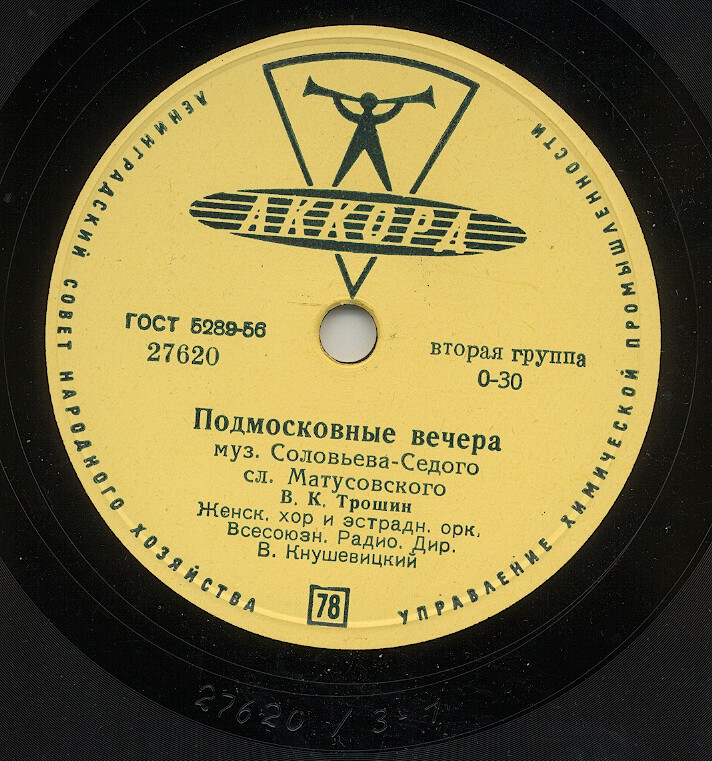 АККОРД
ЛЕНИНГРАДСКИЙ СОВЕТ НАРОДНОГО ХОЗЯЙСТВА
УПРАВЛЕНИЕ ХИМИЧЕСКОЙ ПРОМЫШЛЕННОСТИ
ГОСТ 5289-56
27620
вторая группа
0-30
Подмосковные вечера
муз. Соловьева-Седого
сл. Матусовского
В. К. Трошин
Женск. хор и эстрадн. орк.
Всесоюзн. Радио. Дир.
В. Кнушевицкий
78
27620 / 3-1